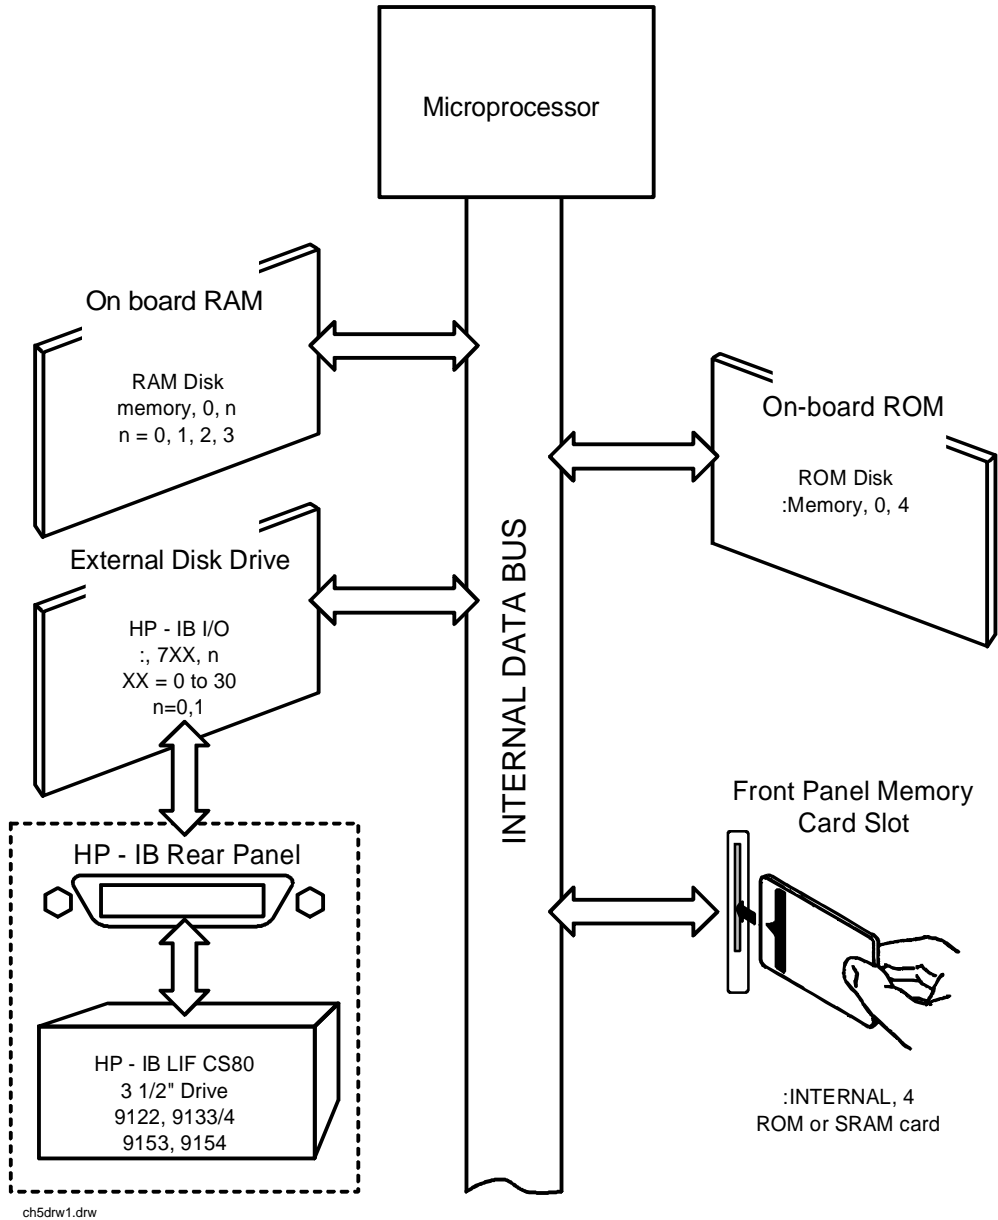 Microprocessor
On board RAM
RAM Disk
memory, 0, n
n = 0, 1, 2, 3
On-board ROM
ROM Disk
:Memory, 0, 4
External Disk Drive
HP - IB I/O
:, 7XX, n
XX = 0 to 30
n=0,1
INTERNAL DATA BUS
Front Panel Memory
Card Slot
HP - IB Rear Panel
HP - IB LIF CS80
3 1/2" Drive
9122, 9133/4
9153, 9154
:INTERNAL, 4
ROM or SRAM card
ch5drw1.drw